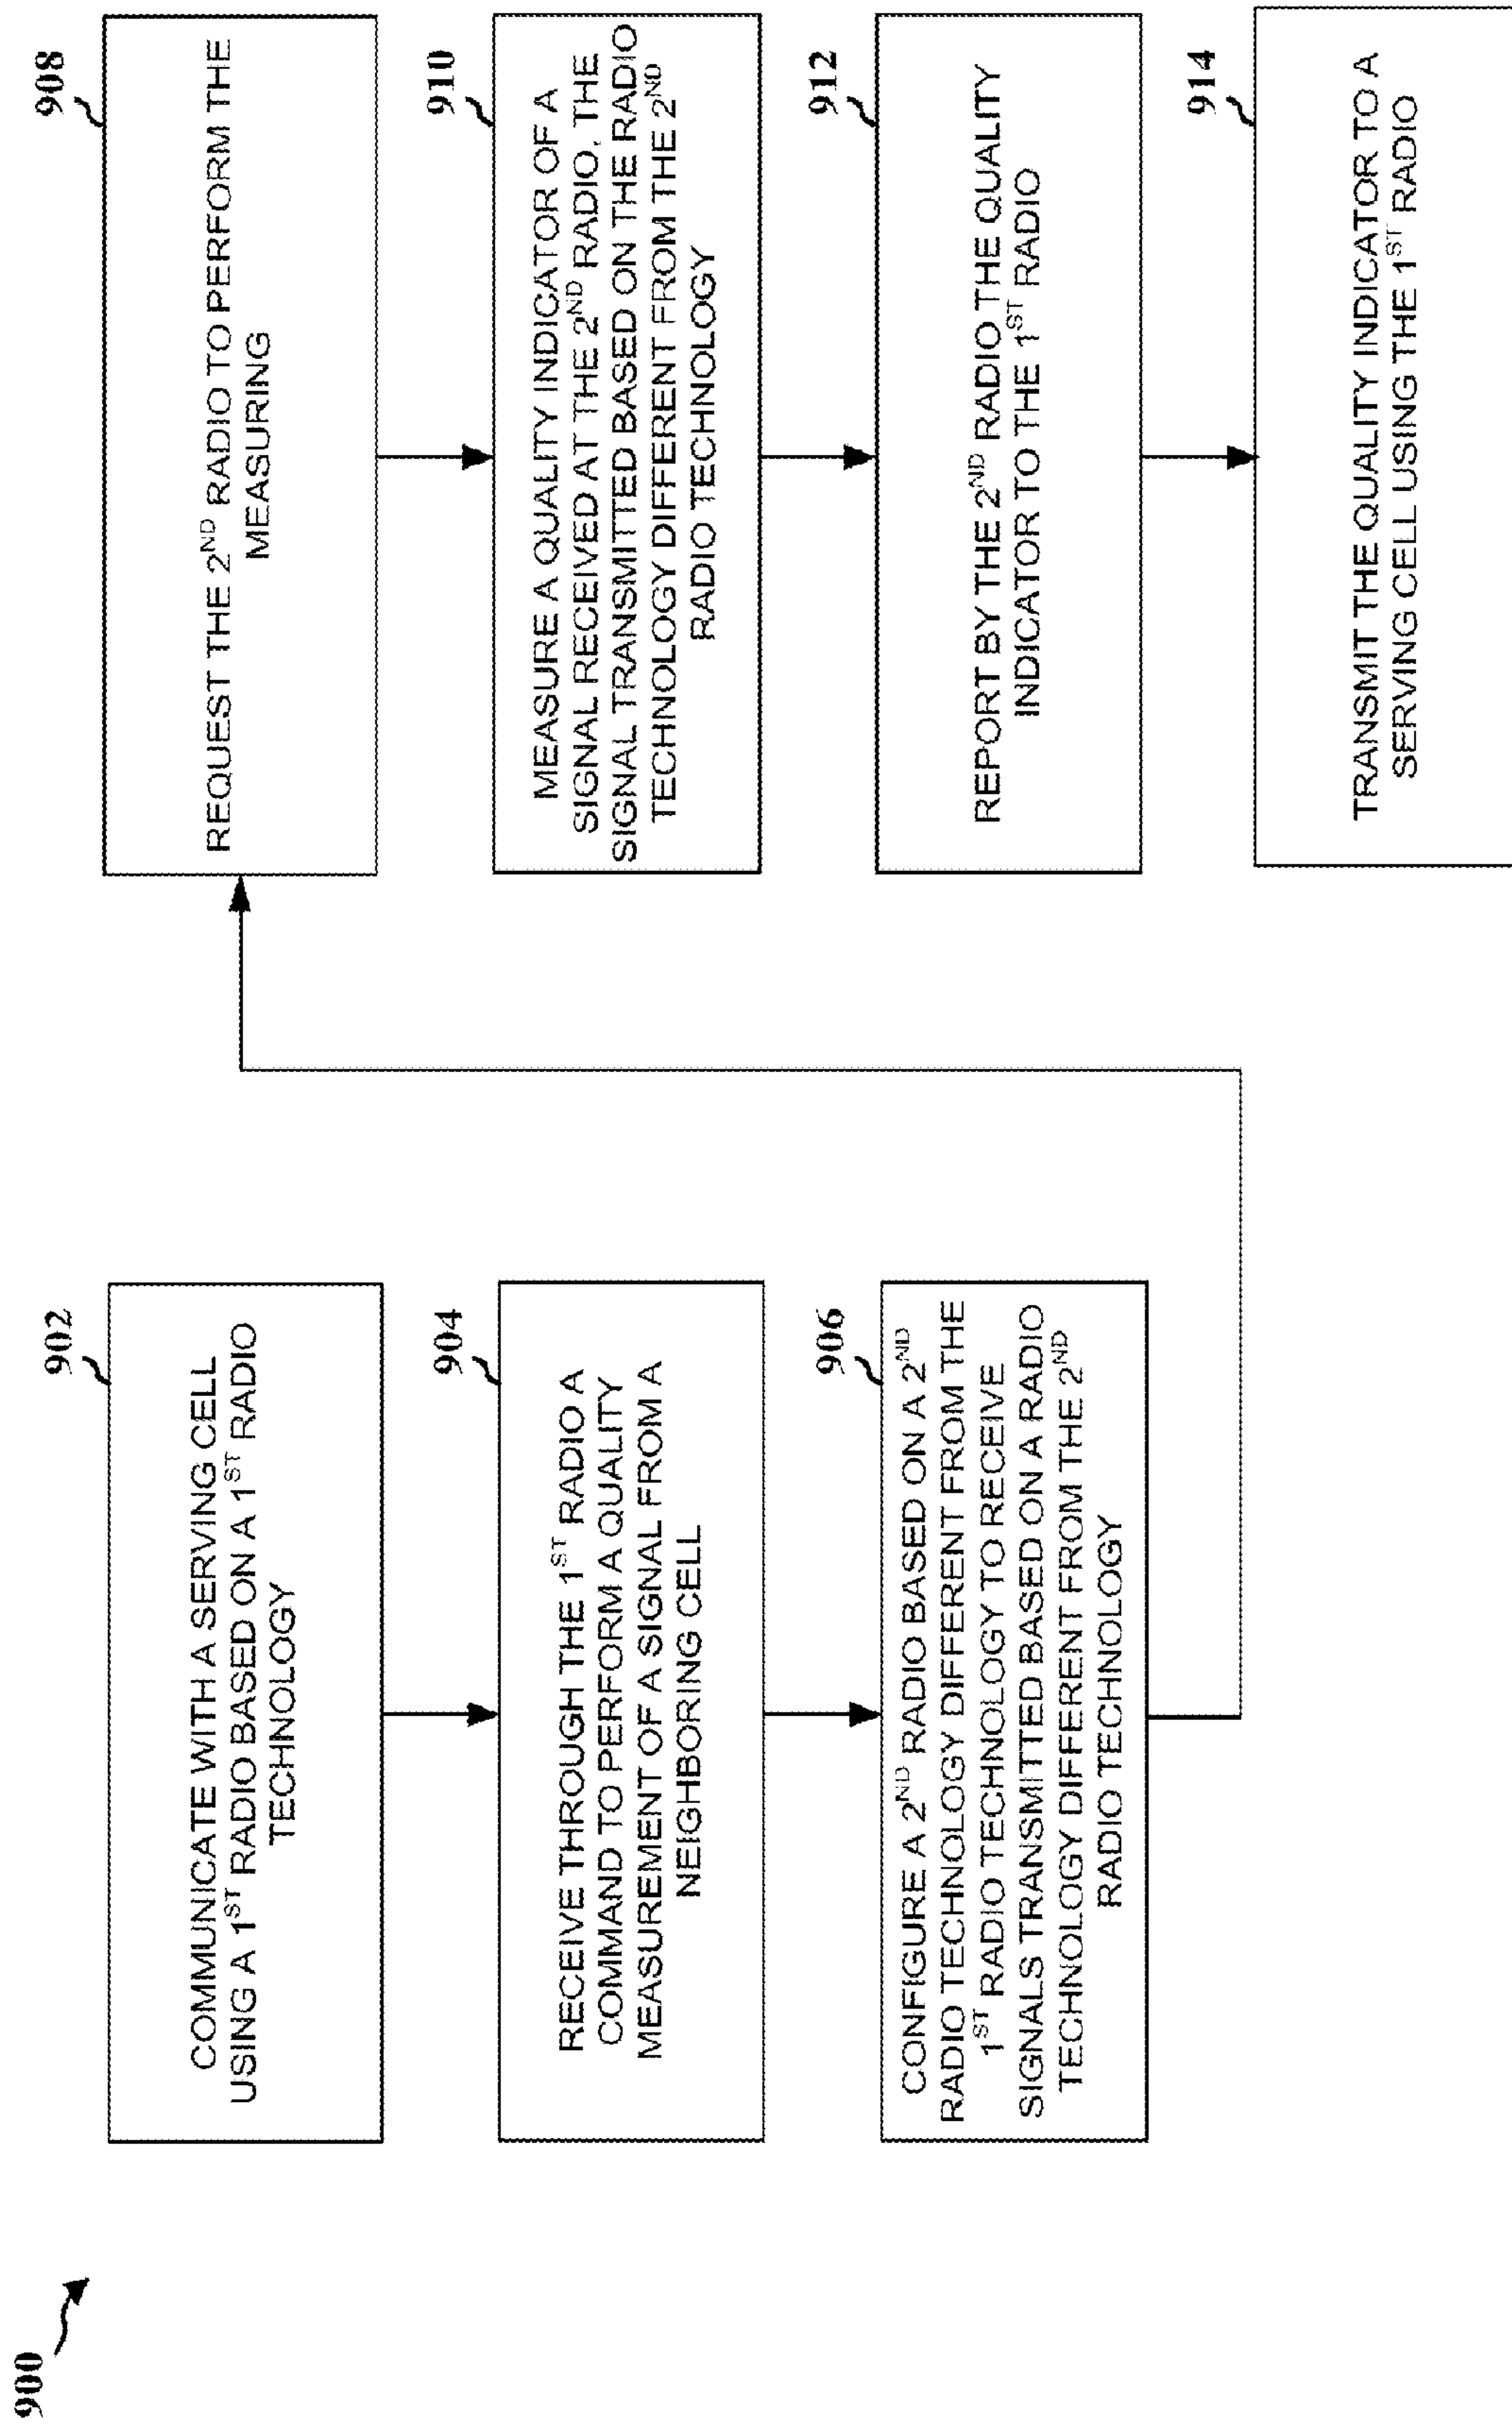 900
902
COMMUNICATE WITH A SERVING CELL
USING A 1ST RADIO BASED ON A 1ST RADIO
TECHNOLOGY
904
RECEIVE THROUGH THE 1ST RADIO A
COMMAND TO PERFORM A QUALITY
MEASUREMENT OF A SIGNAL FROM A
NEIGHBORING CELL
906
CONFIGURE A 2ND RADIO BASED ON A 2ND
RADIO TECHNOLOGY DIFFERENT FROM THE
1ST RADIO TECHNOLOGY TO RECEIVE
SIGNALS TRANSMITTED BASED ON A RADIO
TECHNOLOGY DIFFERENT FROM THE 2ND
RADIO TECHNOLOGY
908
REQUEST THE 2ND RADIO TO PERFORM THE
MEASURING
910
MEASURE A QUALITY INDICATOR OF A
SIGNAL RECEIVED AT THE 2ND RADIO, THE
SIGNAL TRANSMITTED BASED ON THE RADIO
TECHNOLOGY DIFFERENT FROM THE 2ND
RADIO TECHNOLOGY
912
REPORT BY THE 2ND RADIO THE QUALITY
INDICATOR TO THE 1ST RADIO
914
TRANSMIT THE QUALITY INDICATOR TO A
SERVING CELL USING THE 1ST RADIO